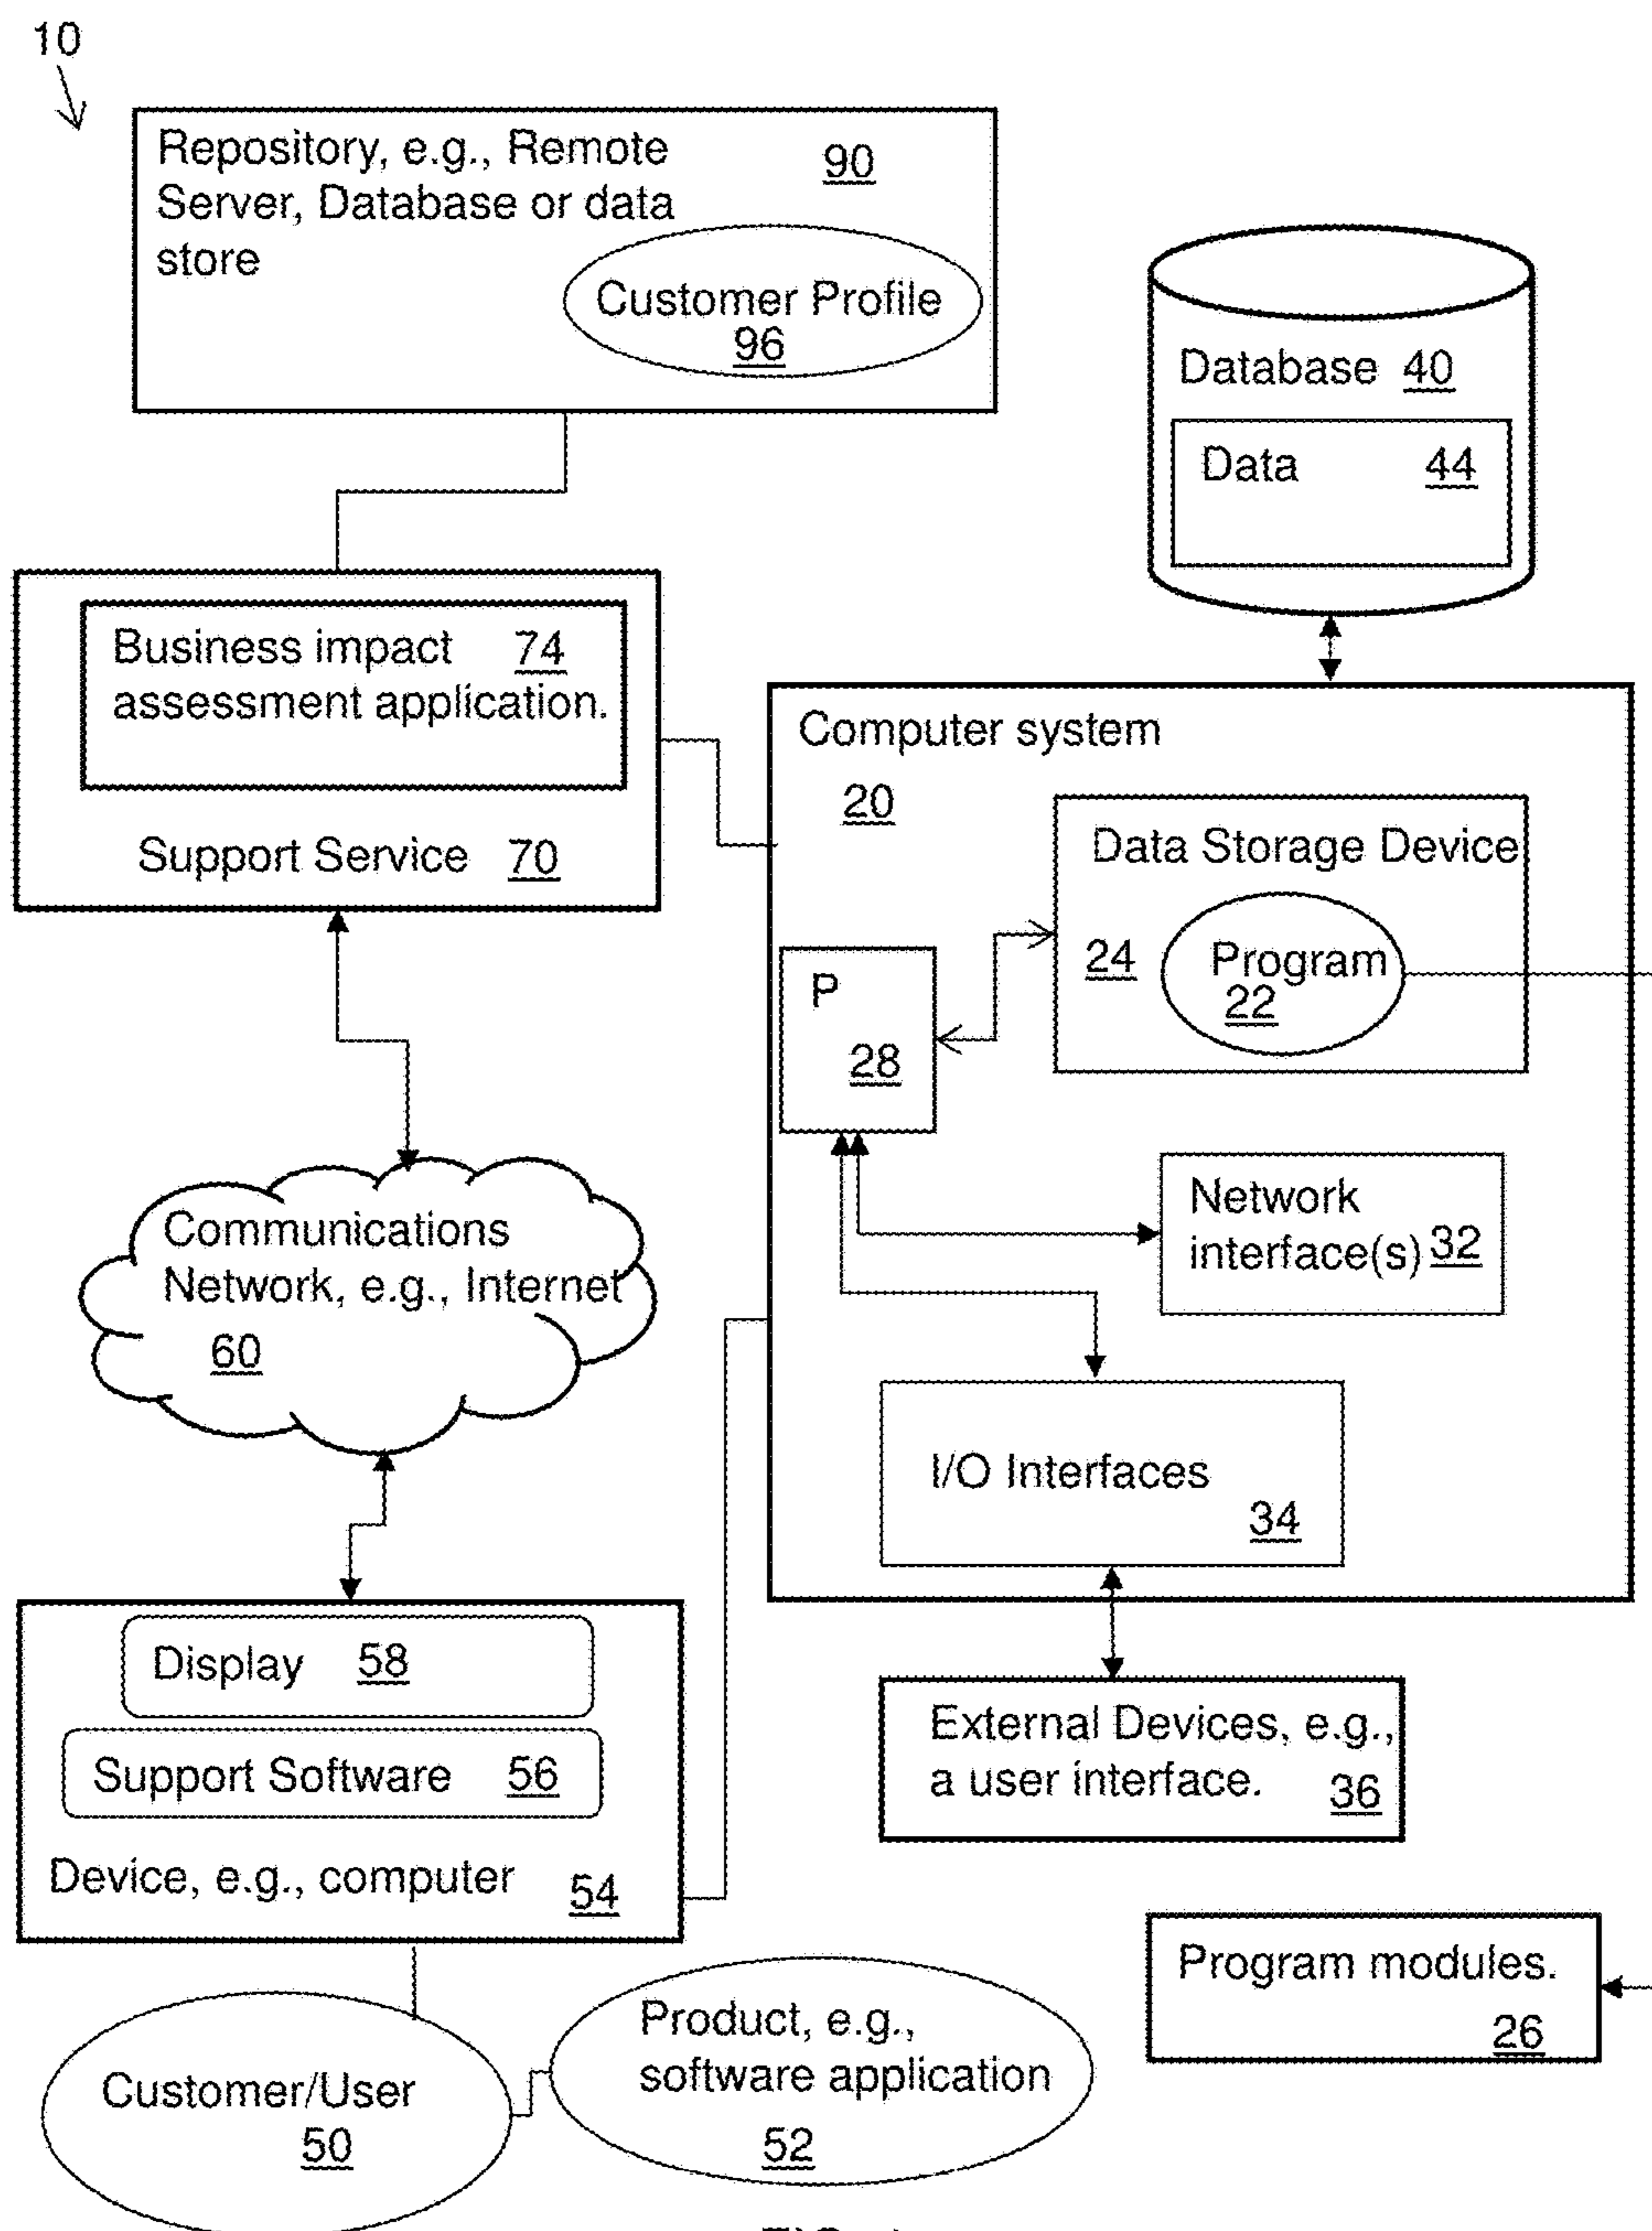 10
Repository, e.g., Remote 90
Server, Database or data
store
Customer Profile
96
Database 40
Data 44
Business impact 74
assessment application.
Support Service 70
Computer system
20
Data Storage Device
24
Program
22
P
28
Network
interface(s) 32
I/O Interfaces
34
Communications
Network, e.g., Internet
60
Display 58
Support Software 56
Device, e.g., computer 54
External Devices, e.g.,
a user interface. 36
Program modules.
26
Customer/User
50
Product, e.g.,
software application
52